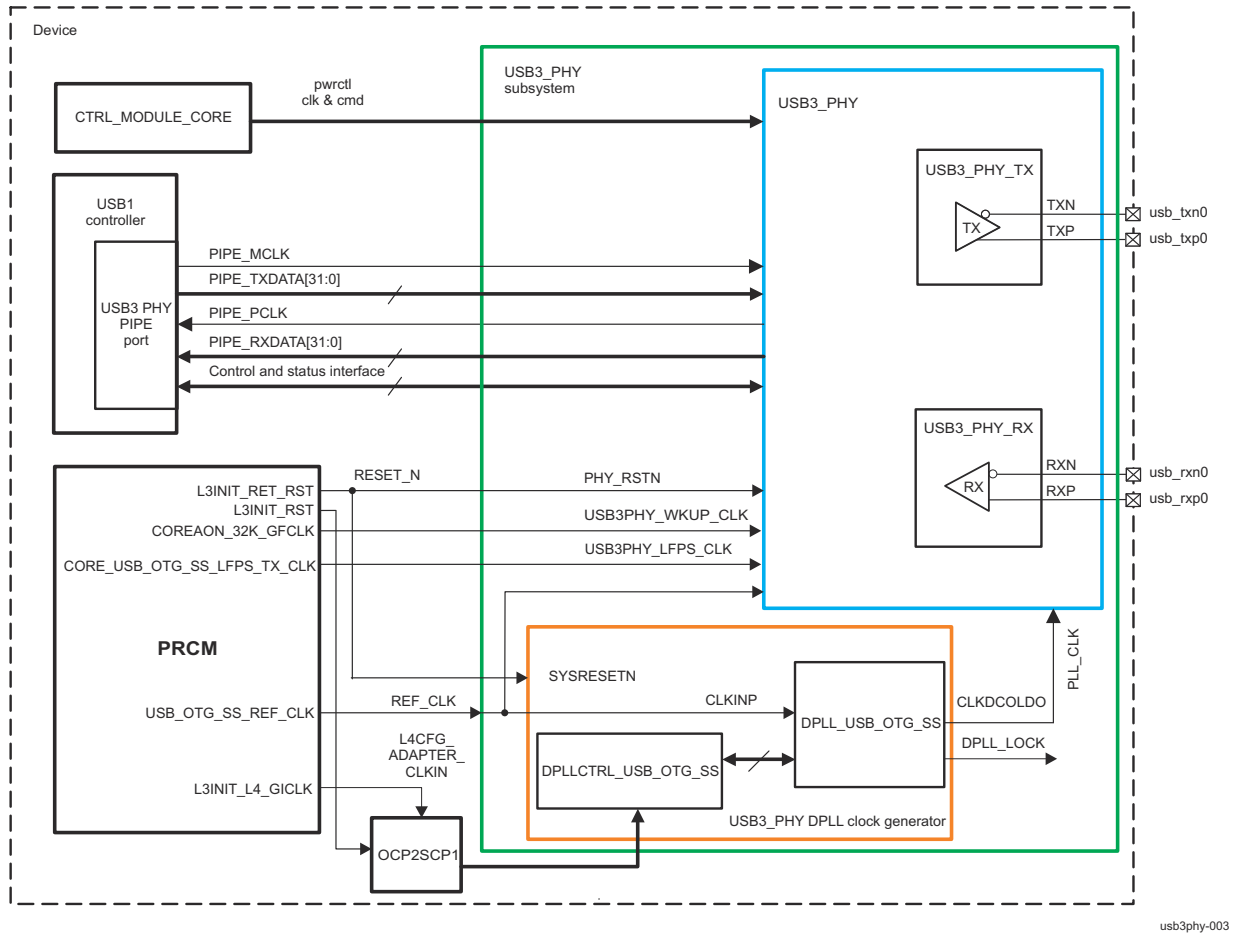 Device
pwrctl
clk & cmd
CTRL_MODULE_CORE
USB3_PHY
subsystem
USB3_PHY
USB3_PHY_TX
TX
TXN
TXP
usb_txn0
usb_txp0
USB1
controller
USB3 PHY
PIPE
port
PIPE_MCLK
PIPE_TXDATA[31:0]
PIPE_PCLK
PIPE_RXDATA[31:0]
Control and status interface
USB3_PHY_RX
RX
RXN
RXP
usb_rxn0
usb_rxp0
RESET_N
PHY_RSTN
L3INIT_RET_RST
L3INIT_RST
COREAON_32K_GFCLK
USB3PHY_WKUP_CLK
CORE_USB_OTG_SS_LFPS_TX_CLK
USB3PHY_LFPS_CLK
PRCM
SYSRESETN
PLL_CLK
USB_OTG_SS_REF_CLK
REF_CLK
CLKINP
DPLL_USB_OTG_SS
CLKDCOLDO
DPLL_LOCK
L4CFG_
ADAPTER_
CLKIN
DPLLCTRL_USB_OTG_SS
L3INIT_L4_GICLK
USB3_PHY DPLL clock generator
OCP2SCP1
usb3phy-003